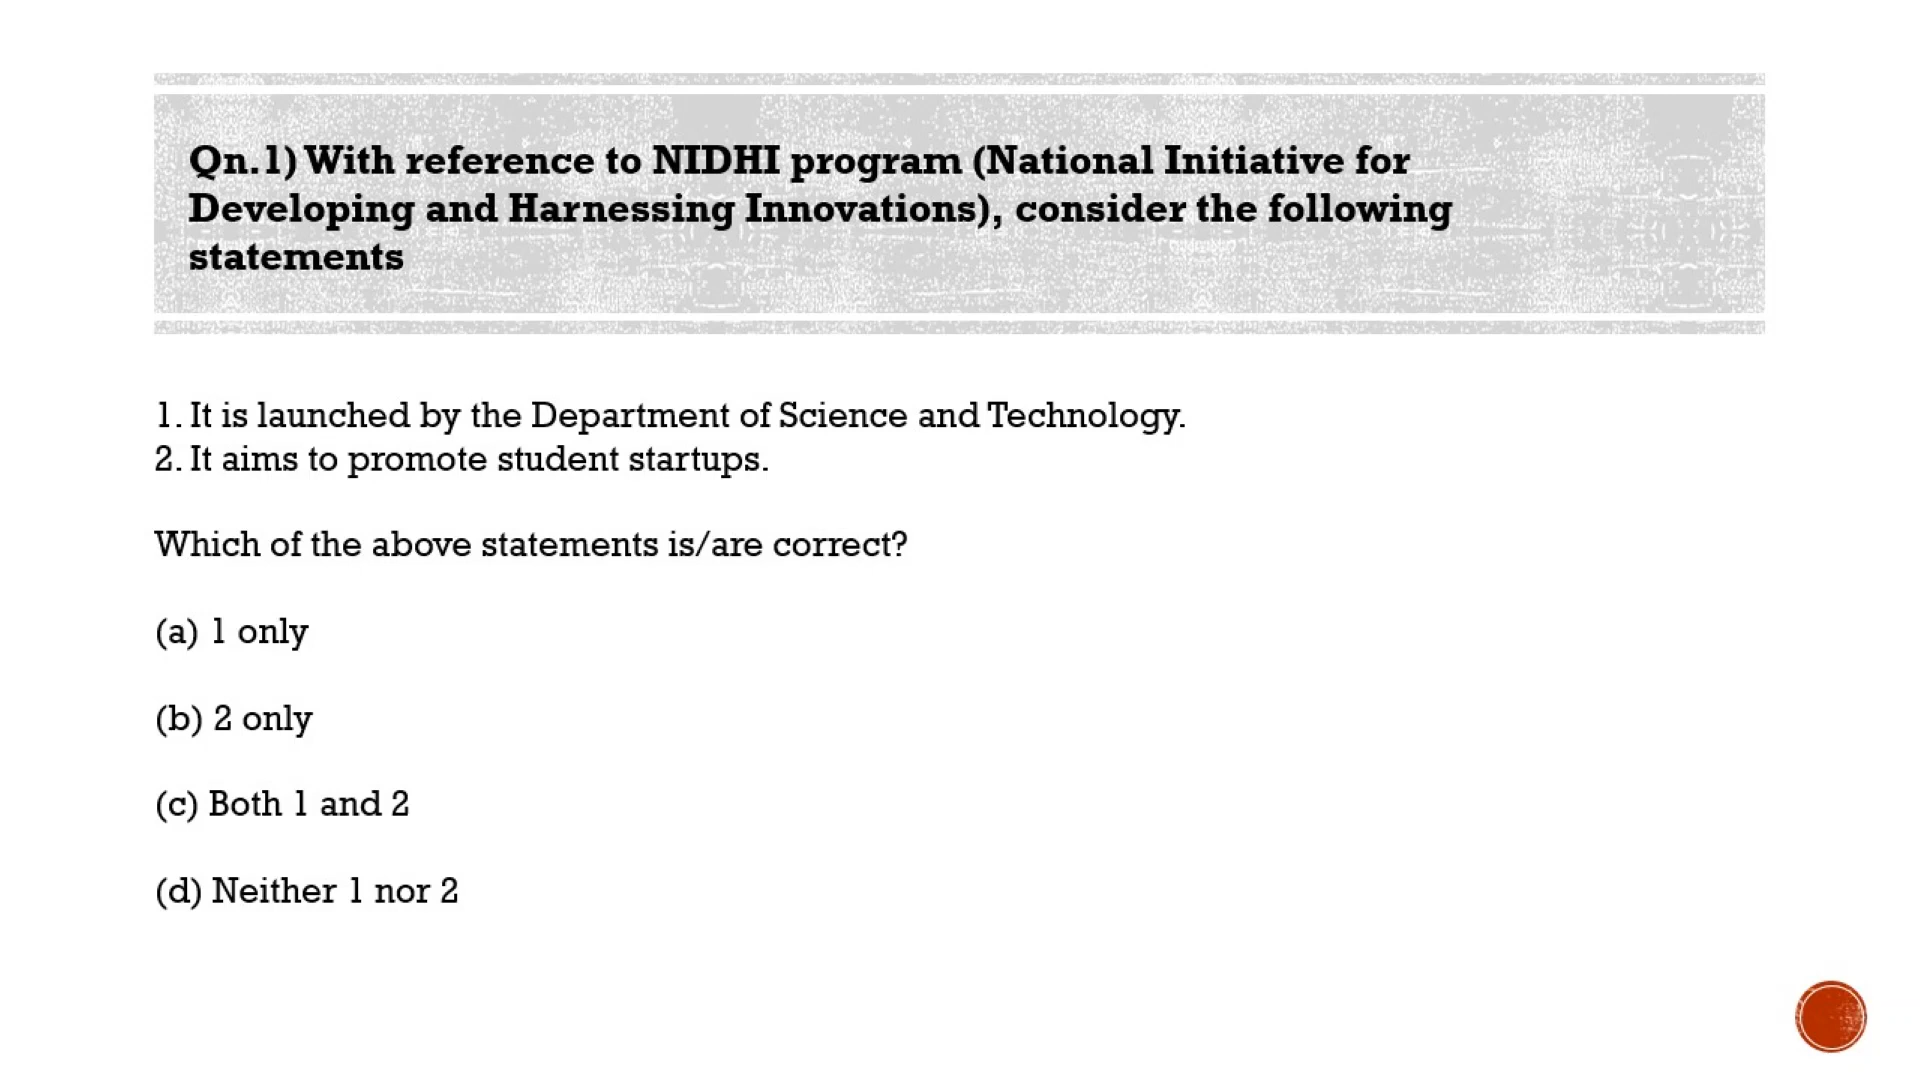 Qn.1) With reference to NIDHI program (National Initiative for
Developing and Harnessing Innovations), consider the following
statements
1. It is launched by the Department of Science and Technology.
2. It aims to promote student startups.
Which of the above statements is/are correct?
(a) 1 only
(b) 2 only
(c) Both 1 and 2
(d) Neither 1 nor 2